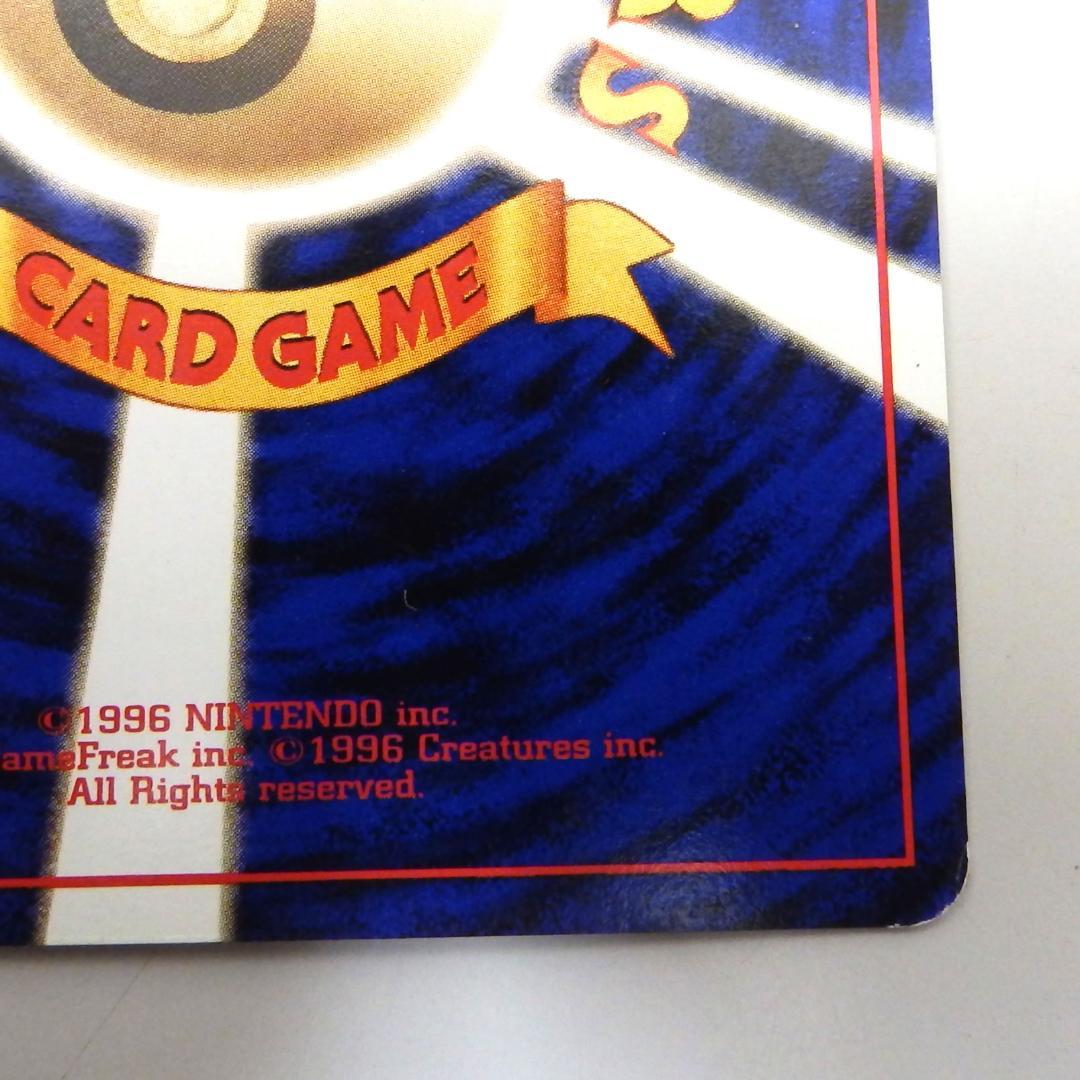 S
CARD GAME
©1996 NINTENDO inc.
ameFreak inc. ©1996 Creatures inc.
All Rights reserved.